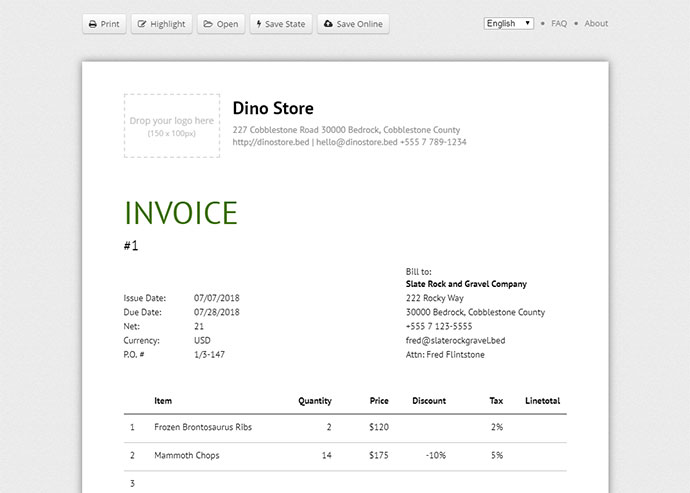 Print Highlight Open Save State Save Online English • FAQ • About
Drop your logo here
(150 x 100px)
Dino Store
227 Cobblestone Road 30000 Bedrock, Cobblestone County
http://dinostore.bed | hello@dinostore.bed +555 7 789-1234
INVOICE
#1
Issue Date: 07/07/2018
Due Date: 07/28/2018
Net: 21
Currency: USD
P.O. # 1/3-147
Bill to:
Slate Rock and Gravel Company
222 Rocky Way
30000 Bedrock, Cobblestone County
+555 7 123-5555
fred@slaterockgravel.bed
Attn: Fred Flintstone
Item Quantity Price Discount Tax Linetotal
1 Frozen Brontosaurus Ribs 2 $120 2%
2 Mammoth Chops 14 $175 -10% 5%
3